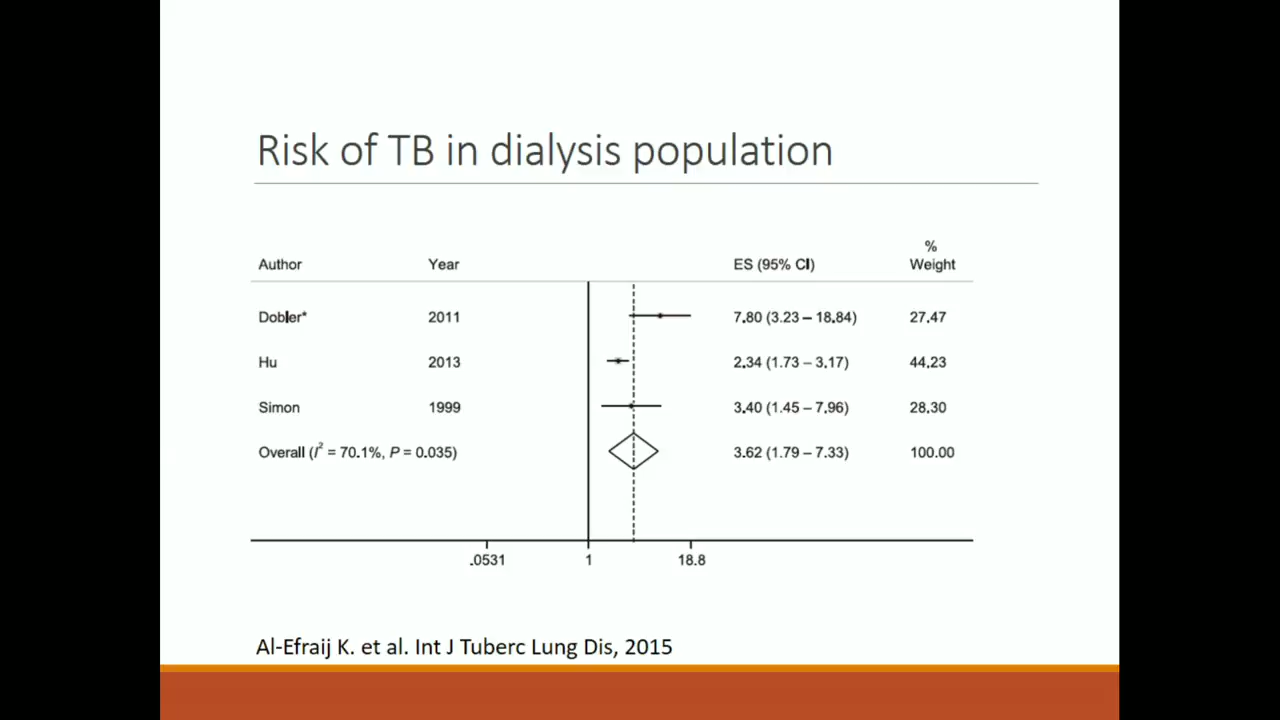 Risk of TB in dialysis population
%
Author Year ES (95% CI) Weight
Dobler* 2011 7.80 (3.23 – 18.84) 27.47
Hu 2013 2.34 (1.73 – 3.17) 44.23
Simon 1999 3.40 (1.45 – 7.96) 28.30
Overall (I² = 70.1%, P = 0.035) 3.62 (1.79 – 7.33) 100.00
.0531 1 18.8
Al-Efraij K. et al. Int J Tuberc Lung Dis, 2015